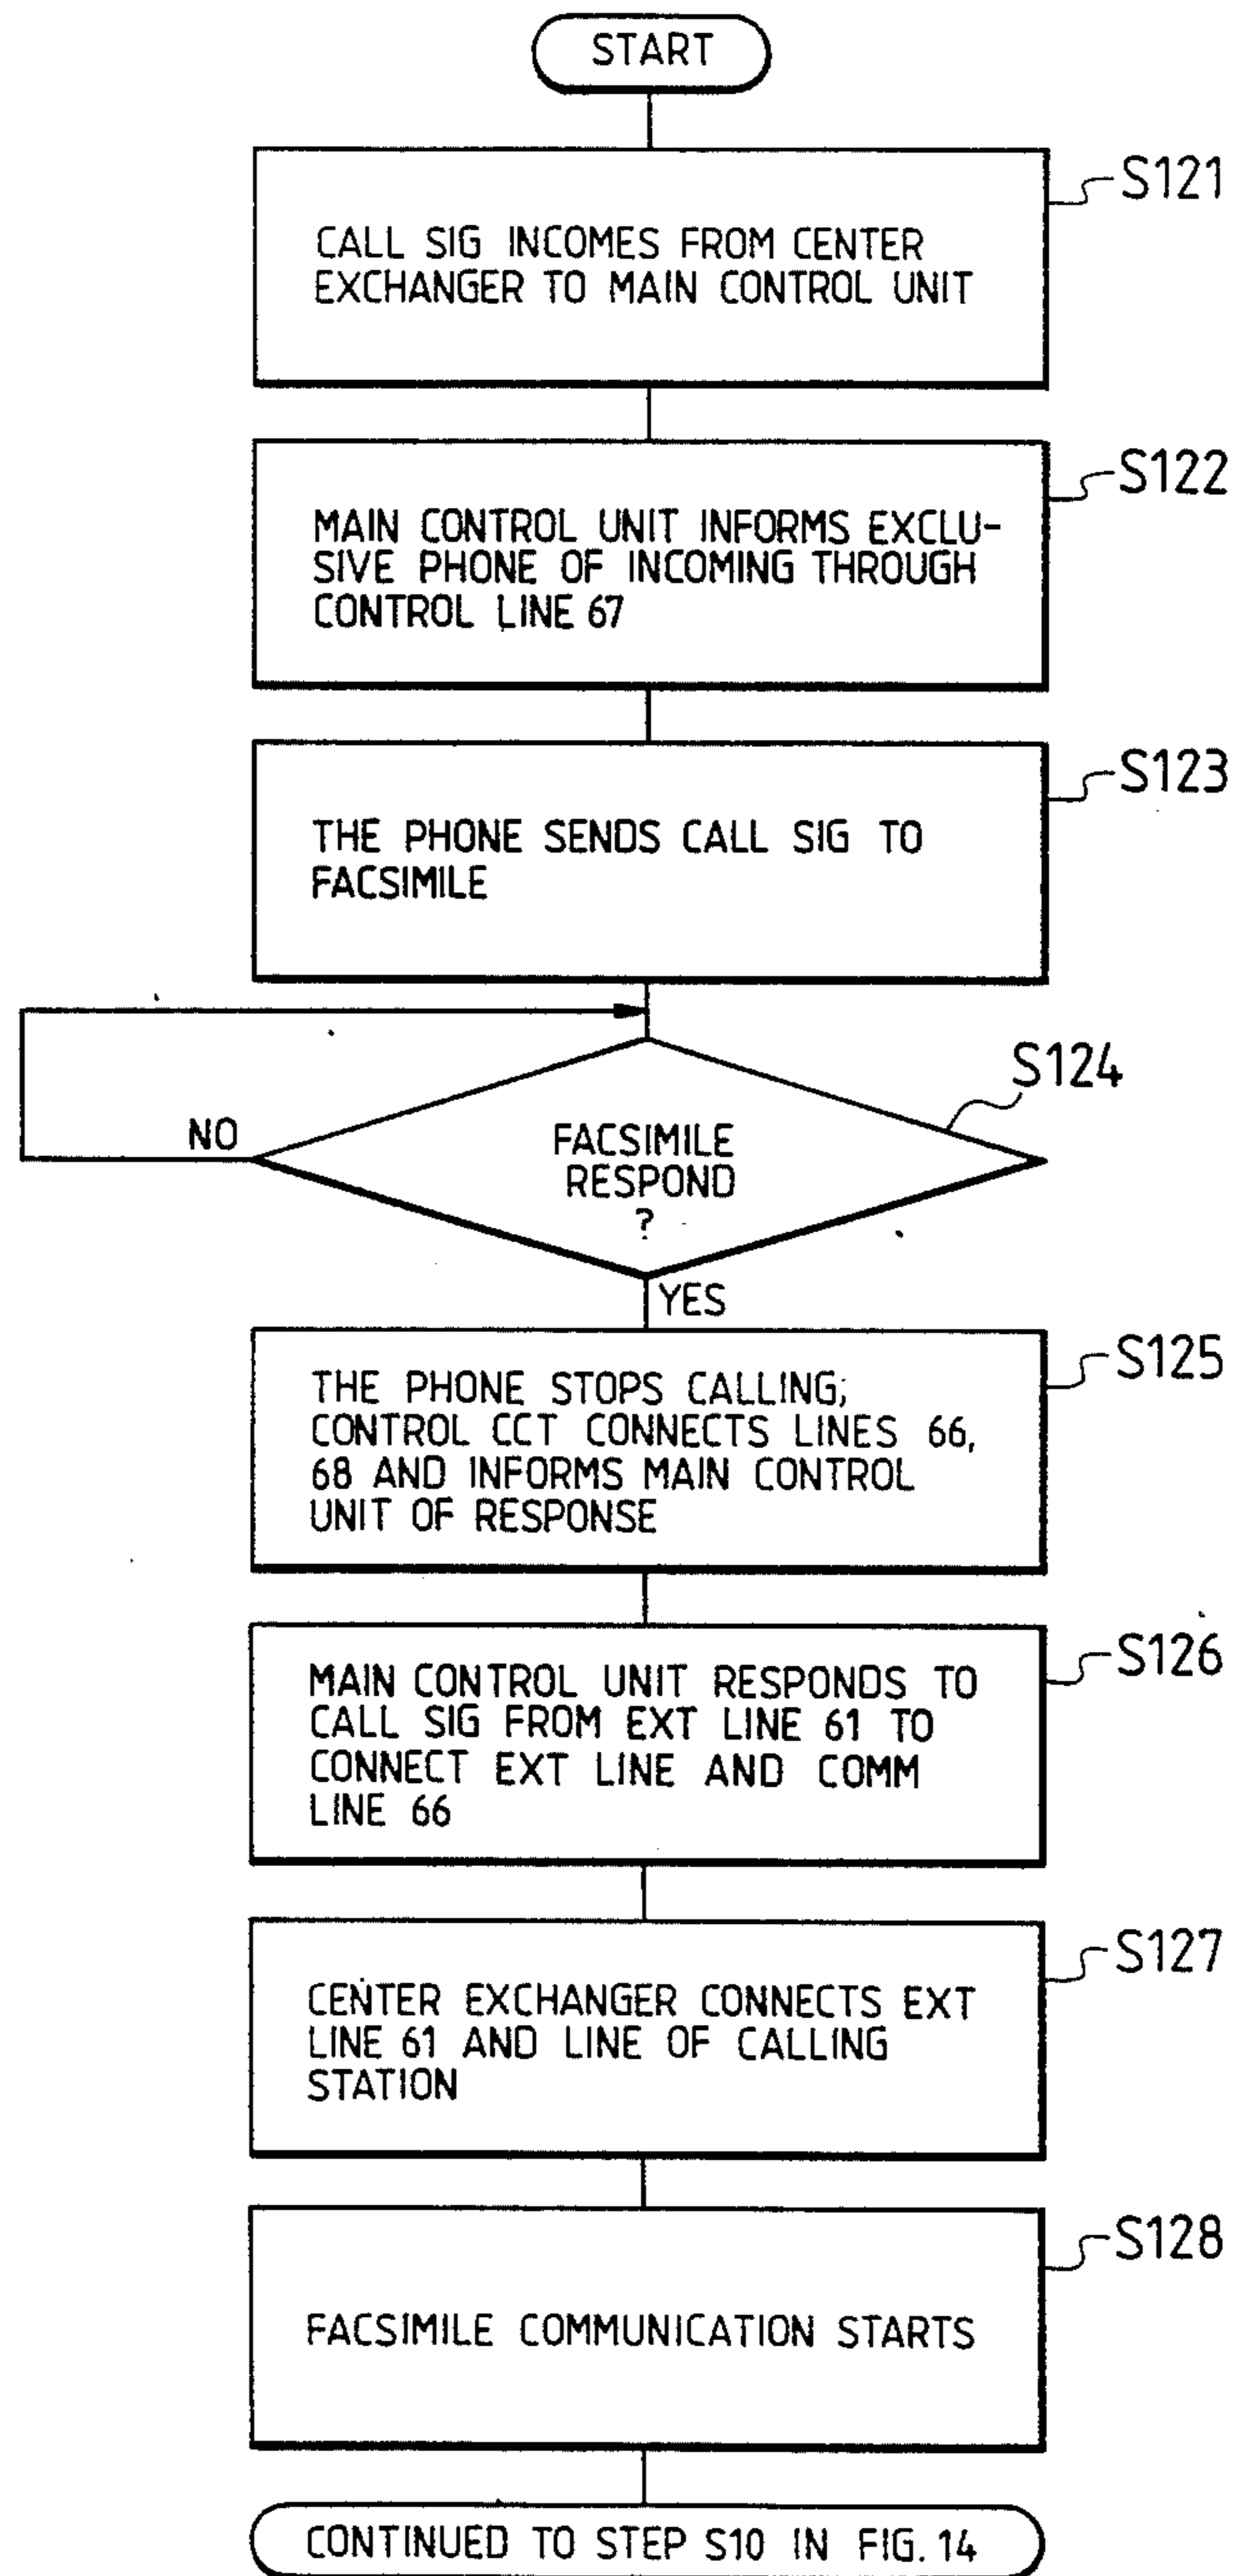 START
S121
CALL SIG INCOMES FROM CENTER
EXCHANGER TO MAIN CONTROL UNIT
S122
MAIN CONTROL UNIT INFORMS EXCLU-
SIVE PHONE OF INCOMING THROUGH
CONTROL LINE 67
S123
THE PHONE SENDS CALL SIG TO
FACSIMILE
S124
NO
FACSIMILE
RESPOND
?
YES
S125
THE PHONE STOPS CALLING;
CONTROL CCT CONNECTS LINES 66,
68 AND INFORMS MAIN CONTROL
UNIT OF RESPONSE
S126
MAIN CONTROL UNIT RESPONDS TO
CALL SIG FROM EXT LINE 61 TO
CONNECT EXT LINE AND COMM
LINE 66
S127
CENTER EXCHANGER CONNECTS EXT
LINE 61 AND LINE OF CALLING
STATION
S128
FACSIMILE COMMUNICATION STARTS
CONTINUED TO STEP S10 IN FIG. 14